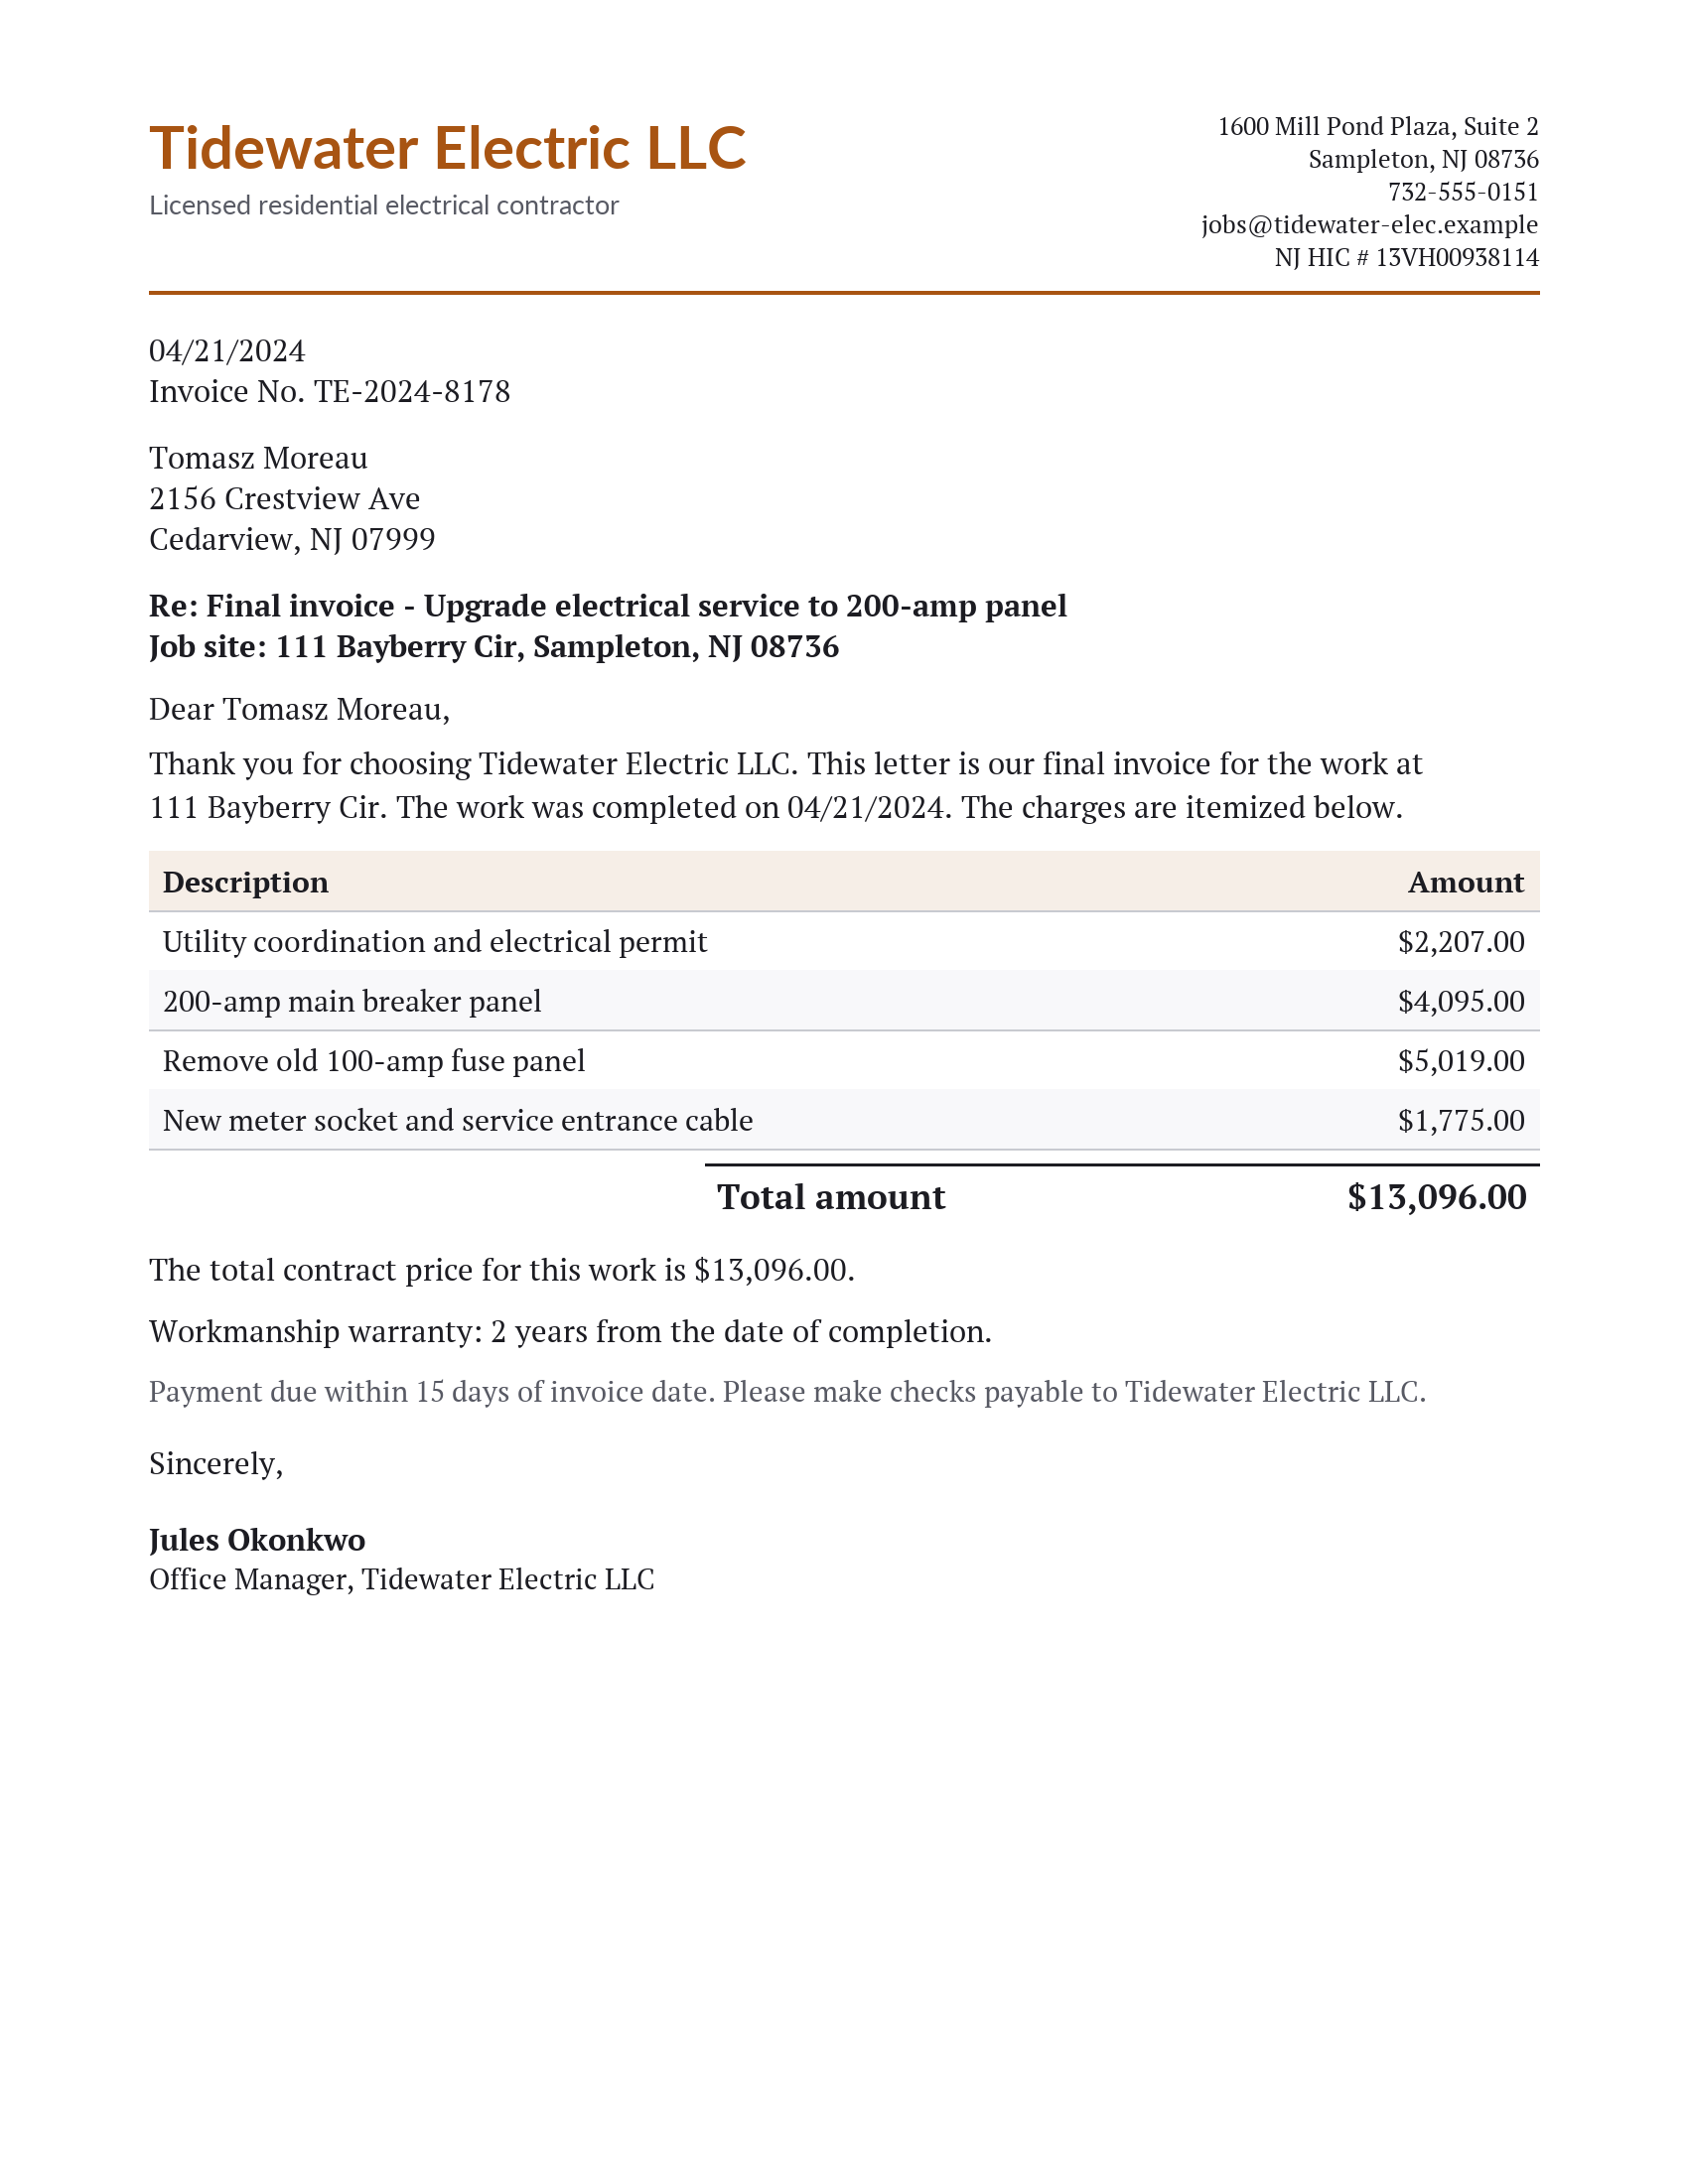 Tidewater Electric LLC
Licensed residential electrical contractor
1600 Mill Pond Plaza, Suite 2
Sampleton, NJ 08736
732-555-0151
jobs@tidewater-elec.example
NJ HIC # 13VH00938114
04/21/2024
Invoice No. TE-2024-8178
Tomasz Moreau
2156 Crestview Ave
Cedarview, NJ 07999
Re: Final invoice - Upgrade electrical service to 200-amp panel
Job site: 111 Bayberry Cir, Sampleton, NJ 08736
Dear Tomasz Moreau,
Thank you for choosing Tidewater Electric LLC. This letter is our final invoice for the work at
111 Bayberry Cir. The work was completed on 04/21/2024. The charges are itemized below.
Description Amount
Utility coordination and electrical permit $2,207.00
200-amp main breaker panel $4,095.00
Remove old 100-amp fuse panel $5,019.00
New meter socket and service entrance cable $1,775.00
Total amount $13,096.00
The total contract price for this work is $13,096.00.
Workmanship warranty: 2 years from the date of completion.
Payment due within 15 days of invoice date. Please make checks payable to Tidewater Electric LLC.
Sincerely,
Jules Okonkwo
Office Manager, Tidewater Electric LLC